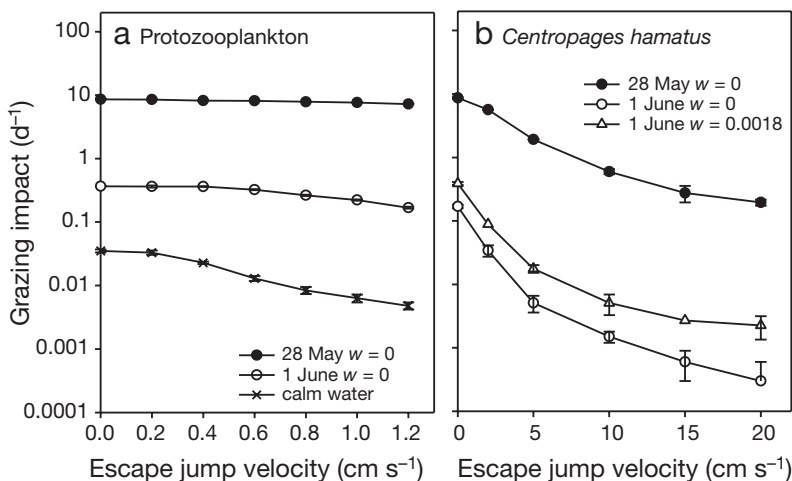 a Protozooplankton
b Centropages hamatus
Grazing impact (d–1)
100
10
1
0.1
0.01
0.001
0.0001
28 May w = 0
1 June w = 0
calm water
28 May w = 0
1 June w = 0
1 June w = 0.0018
0.0 0.2 0.4 0.6 0.8 1.0 1.2
0 5 10 15 20
Escape jump velocity (cm s–1)
Escape jump velocity (cm s–1)